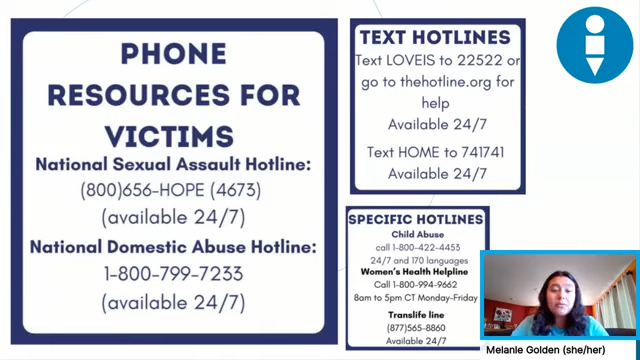 PHONE
RESOURCES FOR
VICTIMS
National Sexual Assault Hotline:
(800)656-HOPE (4673)
(available 24/7)
National Domestic Abuse Hotline:
1-800-799-7233
(available 24/7)
TEXT HOTLINES
Text LOVEIS to 22522 or
go to thehotline.org for
help
Available 24/7
Text HOME to 741741
Available 24/7
SPECIFIC HOTLINES
Child Abuse
call 1-800-422-4453
24/7 and 170 languages
Women's Health Helpline
Call 1-800-994-9662
8am to 5pm CT Monday-Friday
Translife line
(877)565-8860
Available 24/7
Melanie Golden (she/her)